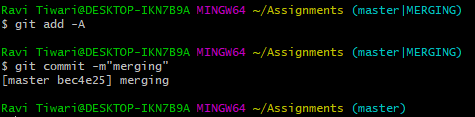 Ravi Tiwari@DESKTOP-IKN7B9A MINGW64 ~/Assignments (master|MERGING)
$ git add -A
Ravi Tiwari@DESKTOP-IKN7B9A MINGW64 ~/Assignments (master|MERGING)
$ git commit -m"merging"
[master bec4e25] merging
Ravi Tiwari@DESKTOP-IKN7B9A MINGW64 ~/Assignments (master)